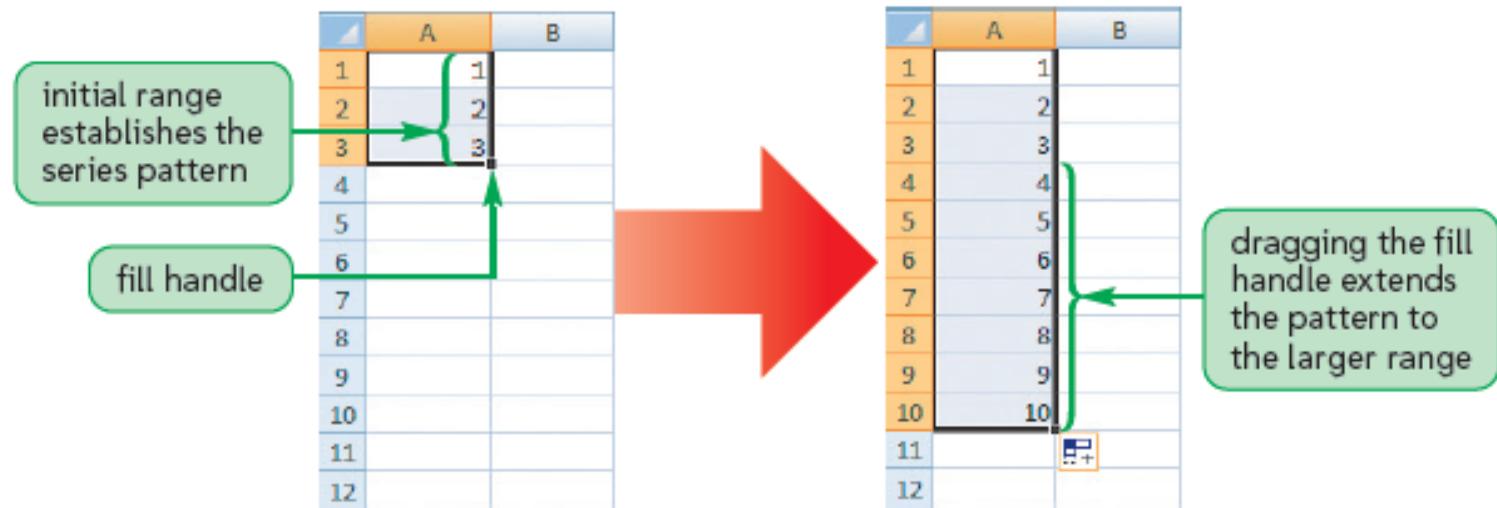 initial range
establishes the
series pattern
fill handle
A B
1 1
2 2
3 3
4
5
6
7
8
9
10
11
12
A B
1 1
2 2
3 3
4 4
5 5
6 6
7 7
8 8
9 9
10 10
11
12
dragging the fill
handle extends
the pattern to
the larger range